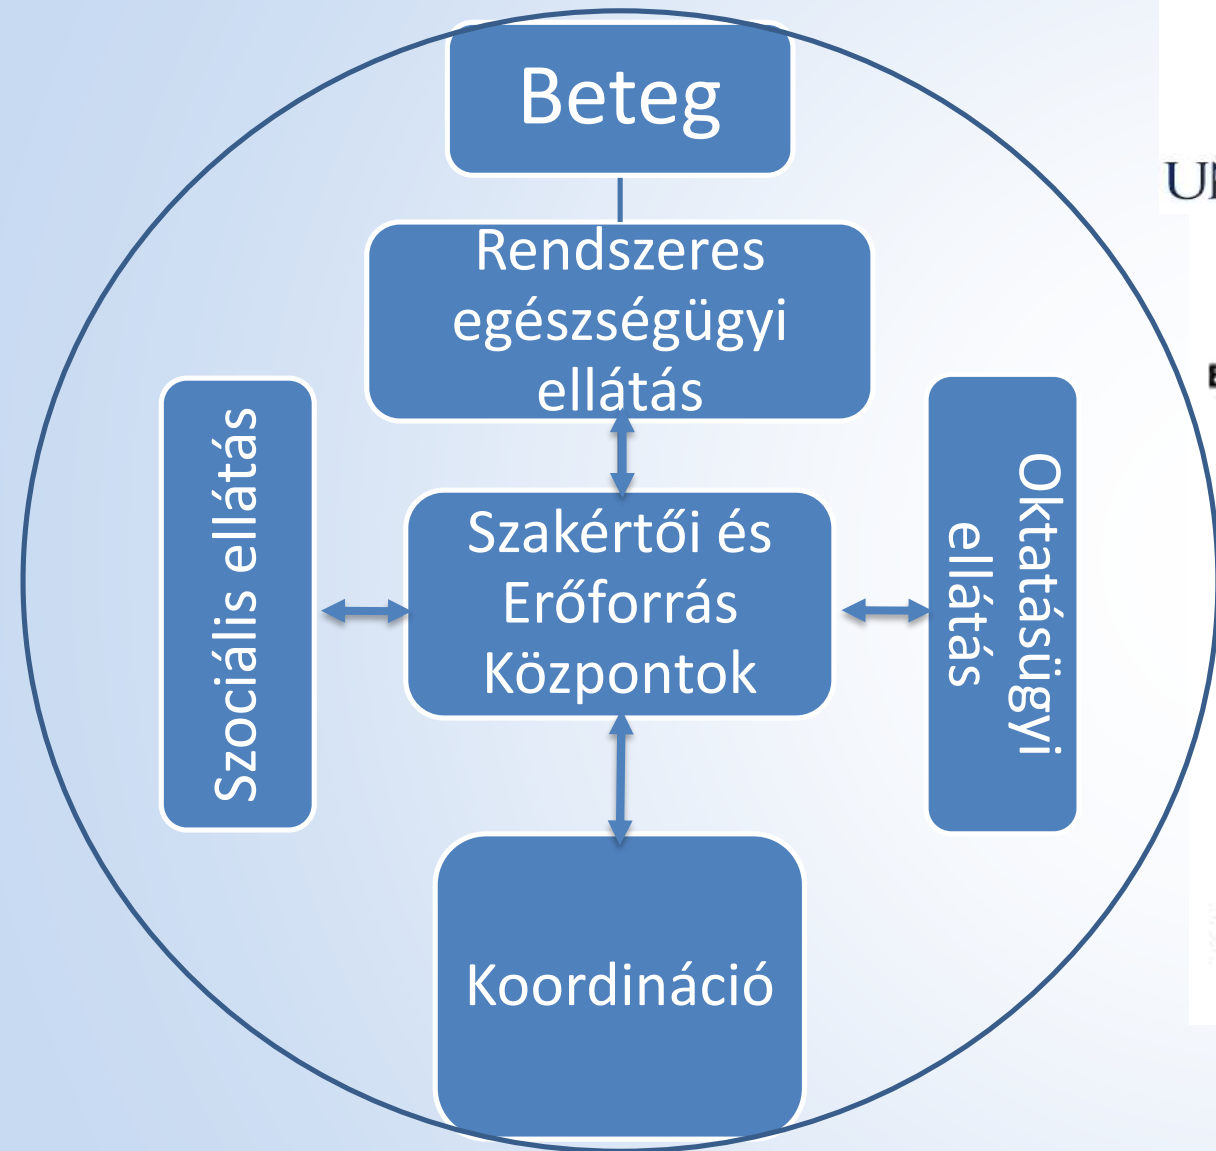 Beteg
Rendszeres
egészségügyi
ellátás
Szociális ellátás
Szakértői és
Erőforrás
Központok
Oktatásügyi
ellátás
Koordináció